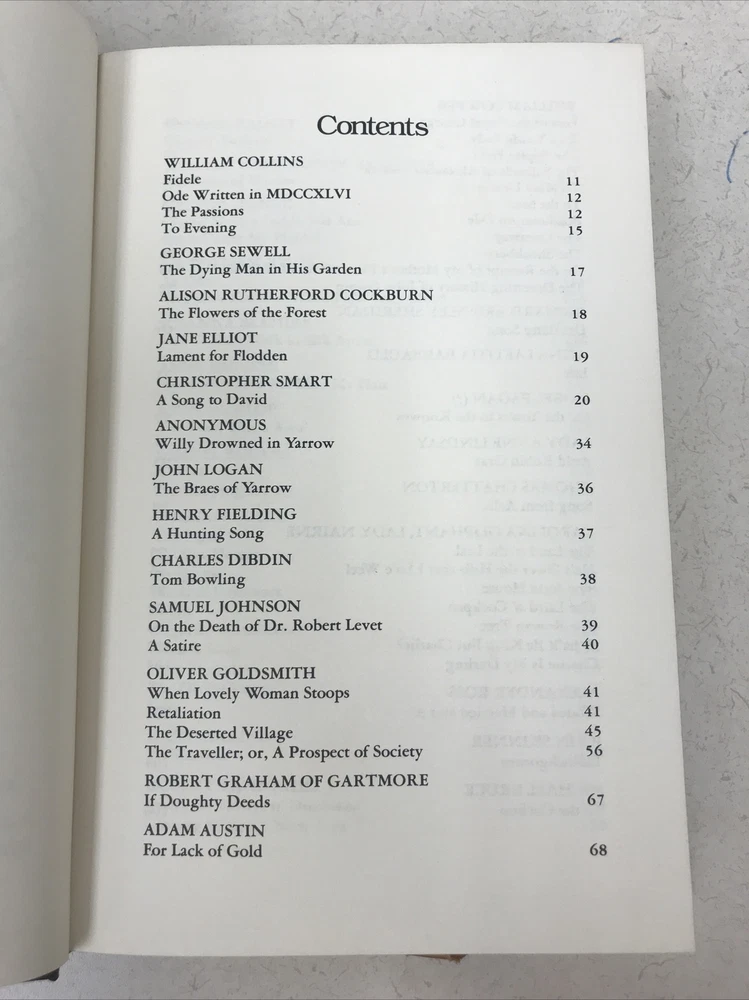 Contents
WILLIAM COLLINS
Fidele 11
Ode Written in MDCCXLVI 12
The Passions 12
To Evening 15
GEORGE SEWELL
The Dying Man in His Garden 17
ALISON RUTHERFORD COCKBURN
The Flowers of the Forest 18
JANE ELLIOT
Lament for Flodden 19
CHRISTOPHER SMART
A Song to David 20
ANONYMOUS
Willy Drowned in Yarrow 34
JOHN LOGAN
The Braes of Yarrow 36
HENRY FIELDING
A Hunting Song 37
CHARLES DIBDIN
Tom Bowling 38
SAMUEL JOHNSON
On the Death of Dr. Robert Levet 39
A Satire 40
OLIVER GOLDSMITH
When Lovely Woman Stoops 41
Retaliation 41
The Deserted Village 45
The Traveller; or, A Prospect of Society 56
ROBERT GRAHAM OF GARTMORE
If Doughty Deeds 67
ADAM AUSTIN
For Lack of Gold 68